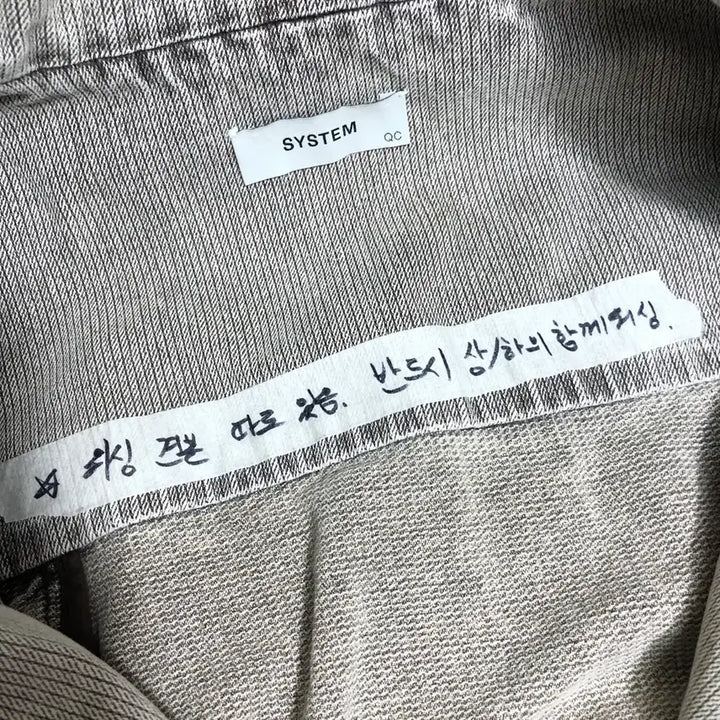 SYSTEM
QC
☆ 워싱 견본 따로 있음. 반드시 상/하의 함께 워싱.